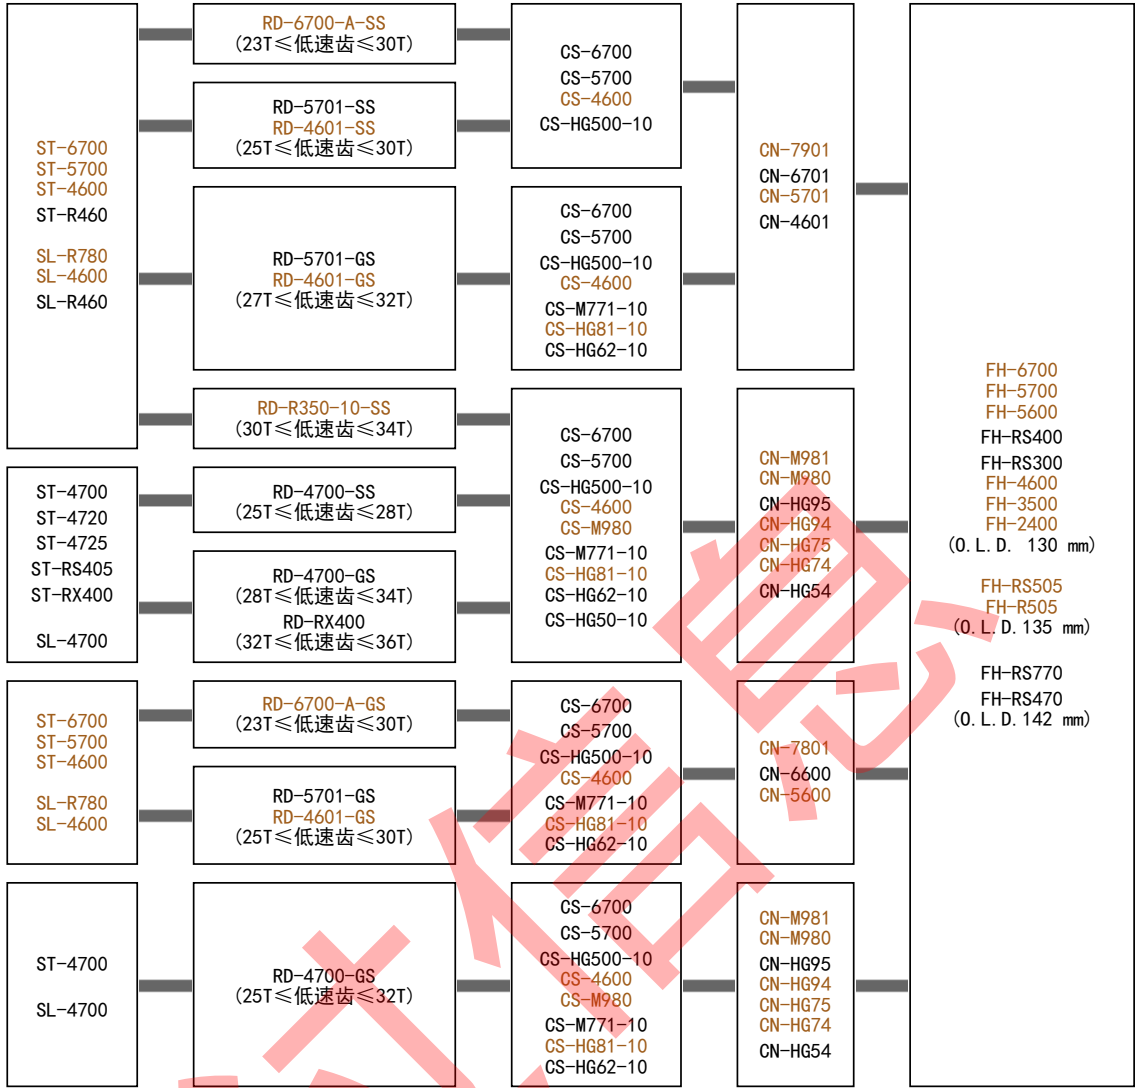 ST-6700
ST-5700
ST-4600
ST-R460
SL-R780
SL-4600
SL-R460
RD-6700-A-SS
(23T≤低速齿≤30T)
RD-5701-SS
RD-4601-SS
(25T≤低速齿≤30T)
CS-6700
CS-5700
CS-4600
CS-HG500-10
RD-5701-GS
RD-4601-GS
(27T≤低速齿≤32T)
CS-6700
CS-5700
CS-HG500-10
CS-4600
CS-M771-10
CS-HG81-10
CS-HG62-10
CN-7901
CN-6701
CN-5701
CN-4601
RD-R350-10-SS
(30T≤低速齿≤34T)
ST-4700
ST-4720
ST-4725
ST-RS405
ST-RX400
SL-4700
RD-4700-SS
(25T≤低速齿≤28T)
RD-4700-GS
(28T≤低速齿≤34T)
RD-RX400
(32T≤低速齿≤36T)
CS-6700
CS-5700
CS-HG500-10
CS-4600
CS-M980
CS-M771-10
CS-HG81-10
CS-HG62-10
CS-HG50-10
CN-M981
CN-M980
CN-HG95
CN-HG94
CN-HG75
CN-HG74
CN-HG54
ST-6700
ST-5700
ST-4600
SL-R780
SL-4600
RD-6700-A-GS
(23T≤低速齿≤30T)
RD-5701-GS
RD-4601-GS
(25T≤低速齿≤30T)
CS-6700
CS-5700
CS-HG500-10
CS-4600
CS-M771-10
CS-HG81-10
CS-HG62-10
CN-7801
CN-6600
CN-5600
ST-4700
SL-4700
RD-4700-GS
(25T≤低速齿≤32T)
CS-6700
CS-5700
CS-HG500-10
CS-4600
CS-M980
CS-M771-10
CS-HG81-10
CS-HG62-10
CN-M981
CN-M980
CN-HG95
CN-HG94
CN-HG75
CN-HG74
CN-HG54
FH-6700
FH-5700
FH-5600
FH-RS400
FH-RS300
FH-4600
FH-3500
FH-2400
(O.L.D. 130 mm)
FH-RS505
FH-R505
(O.L.D.135 mm)
FH-RS770
FH-RS470
(O.L.D.142 mm)
信息